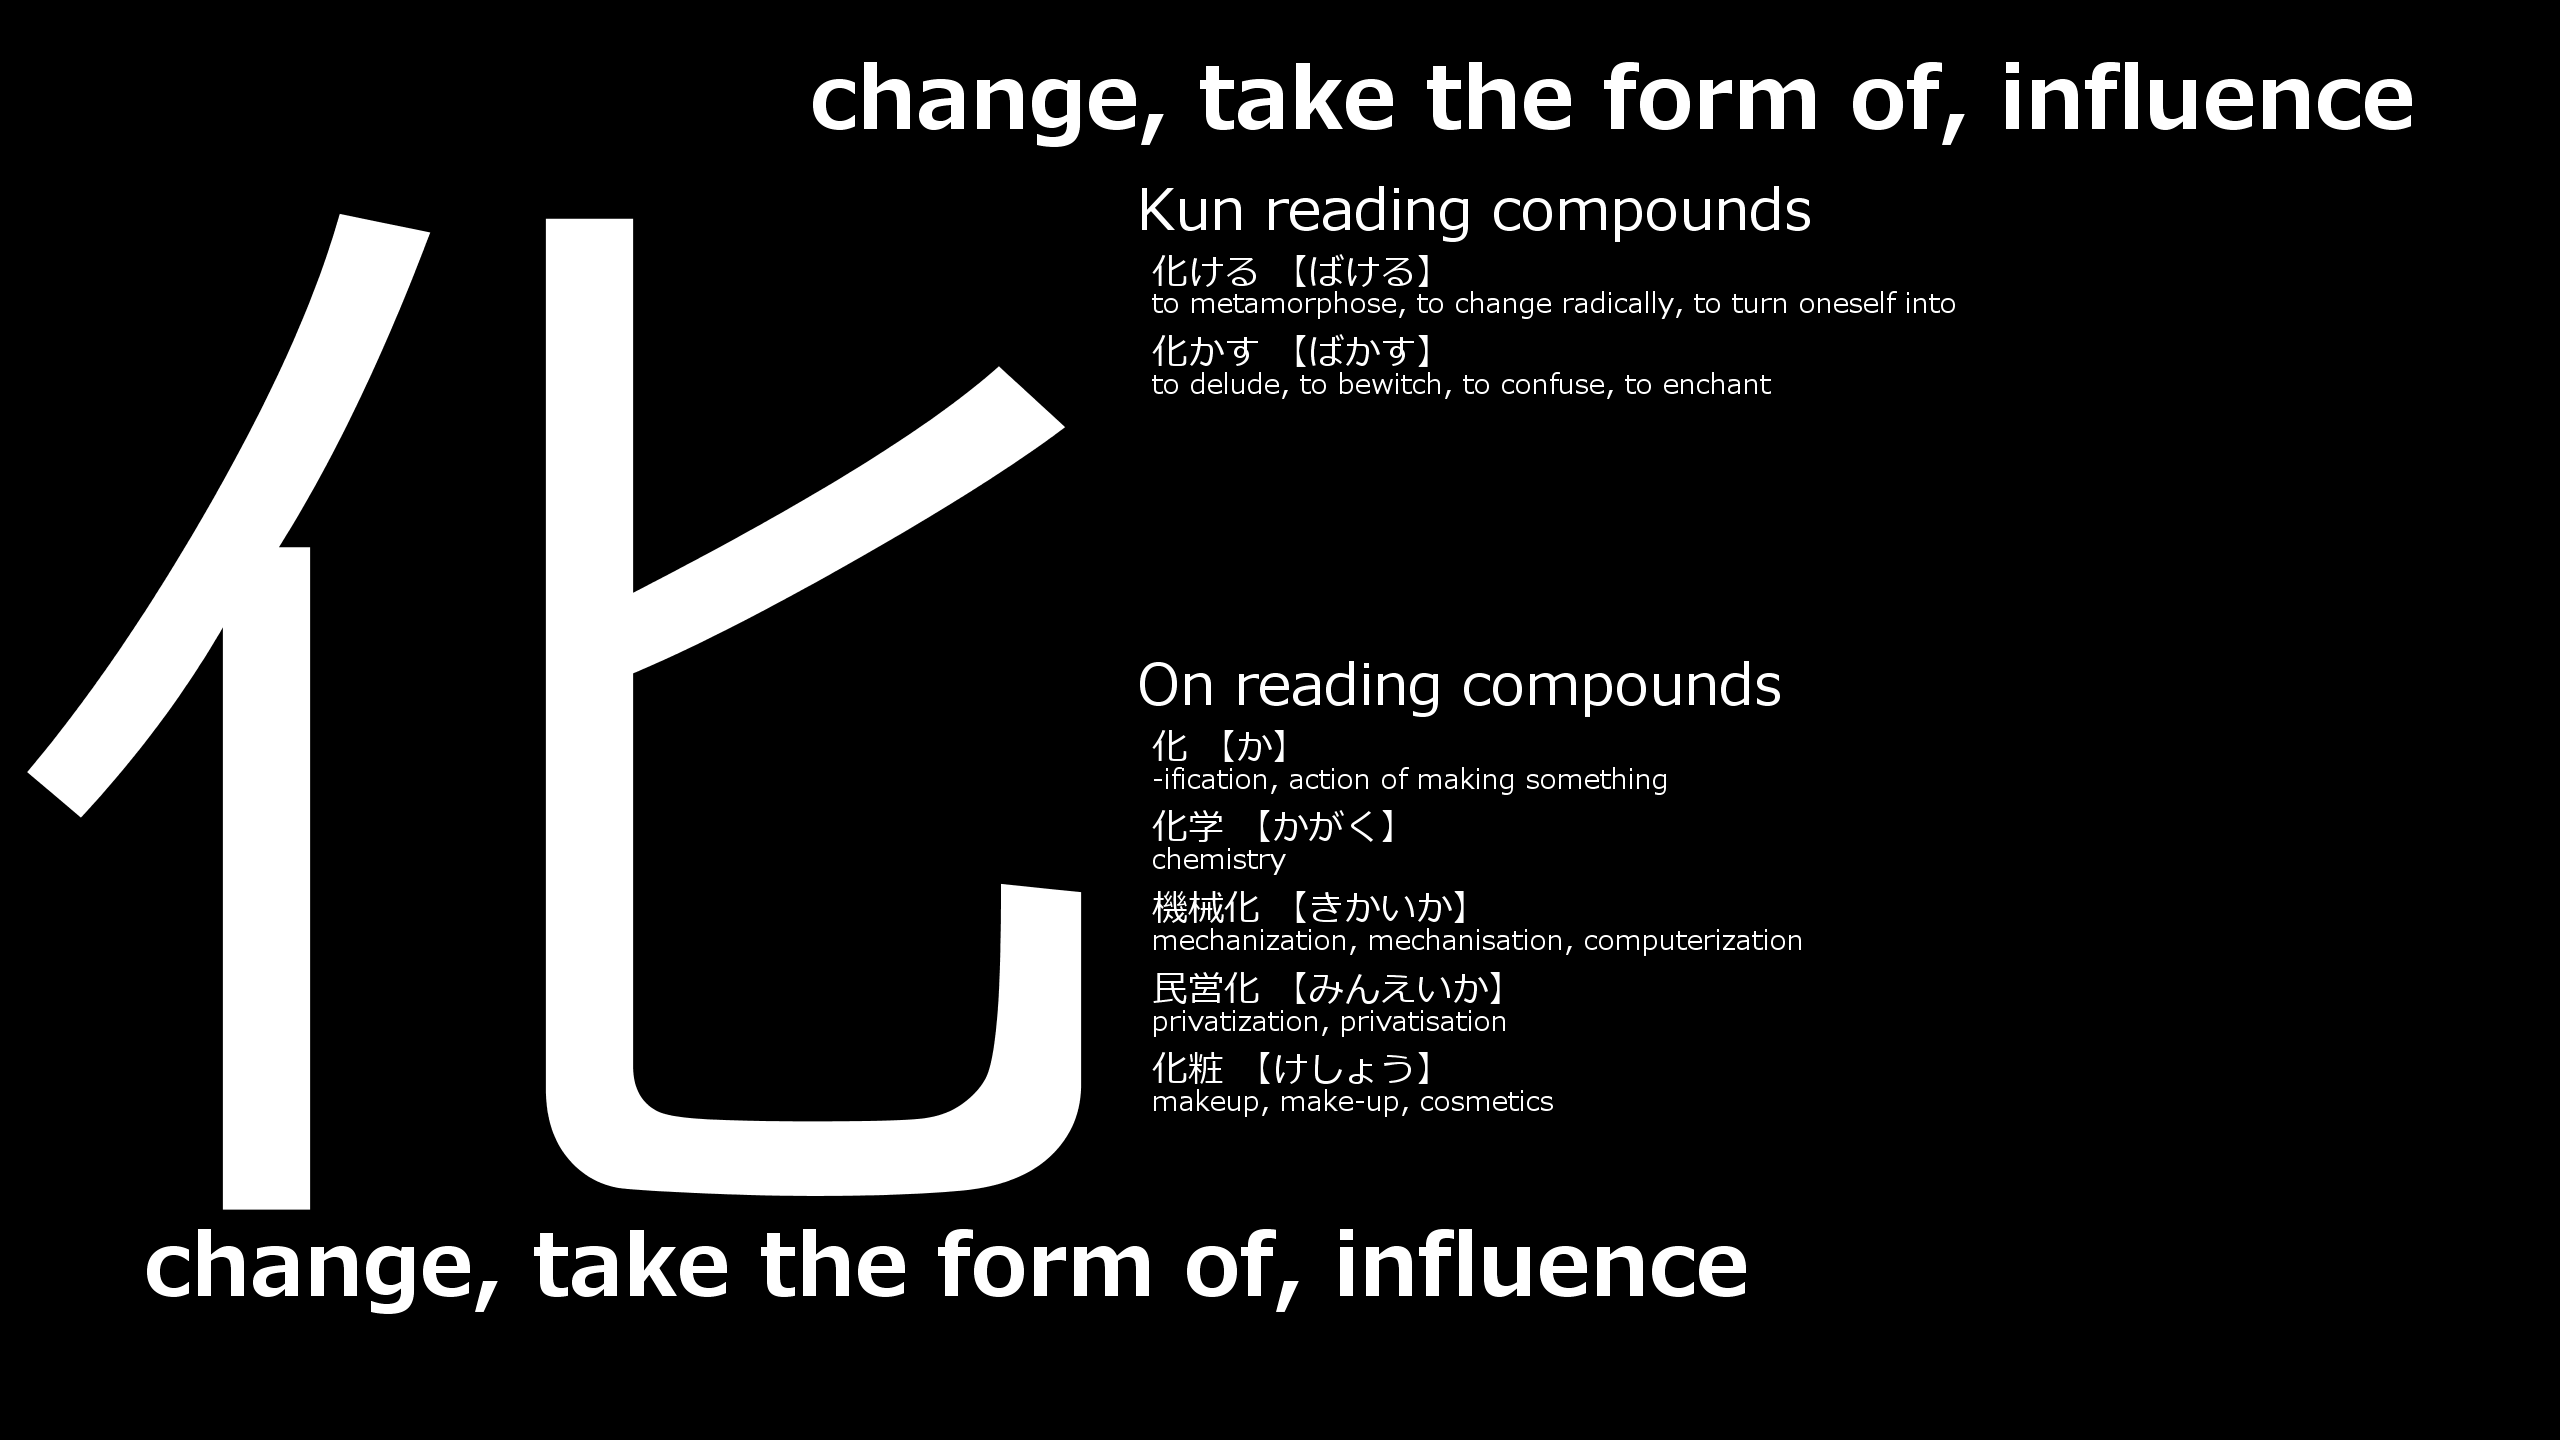 change, take the form of, influence
化
Kun reading compounds
化ける 【ばける】
to metamorphose, to change radically, to turn oneself into
化かす 【ばかす】
to delude, to bewitch, to confuse, to enchant
On reading compounds
化 【か】
-ification, action of making something
化学 【かがく】
chemistry
機械化 【きかいか】
mechanization, mechanisation, computerization
民営化 【みんえいか】
privatization, privatisation
化粧 【けしょう】
makeup, make-up, cosmetics
change, take the form of, influence